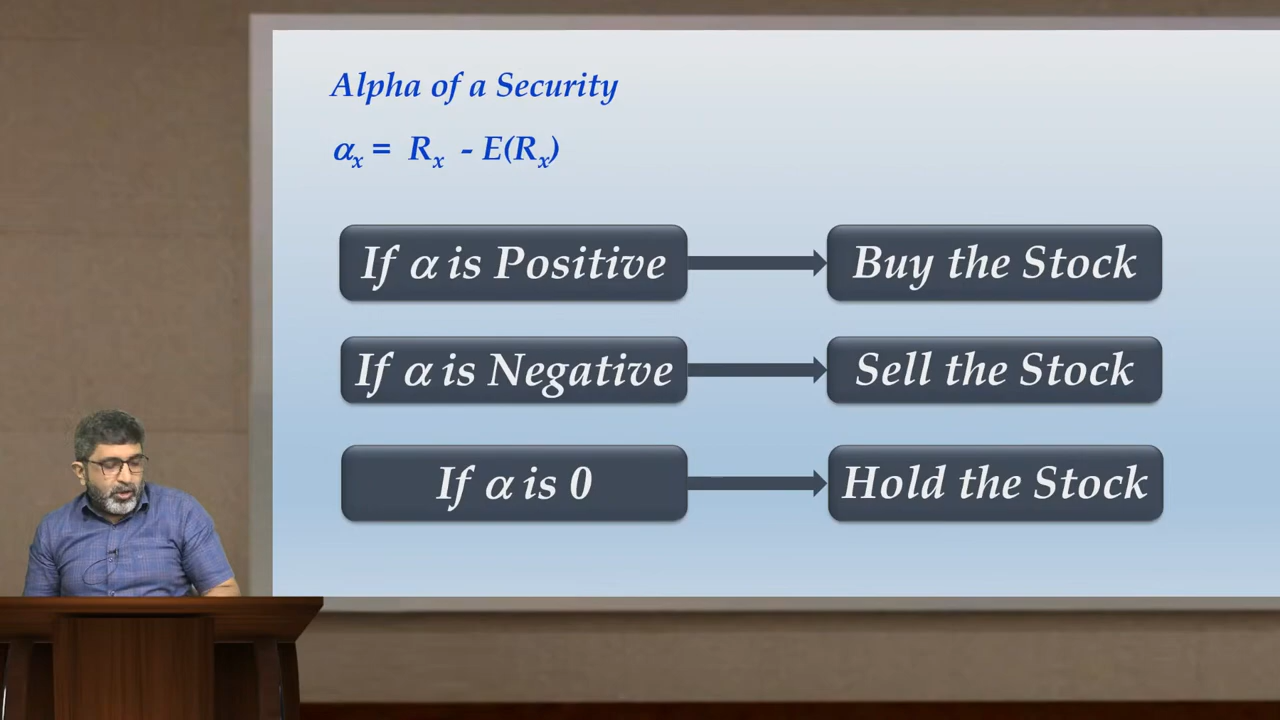 Alpha of a Security
αx = Rx - E(Rx)
If α is Positive
Buy the Stock
If α is Negative
Sell the Stock
If α is 0
Hold the Stock